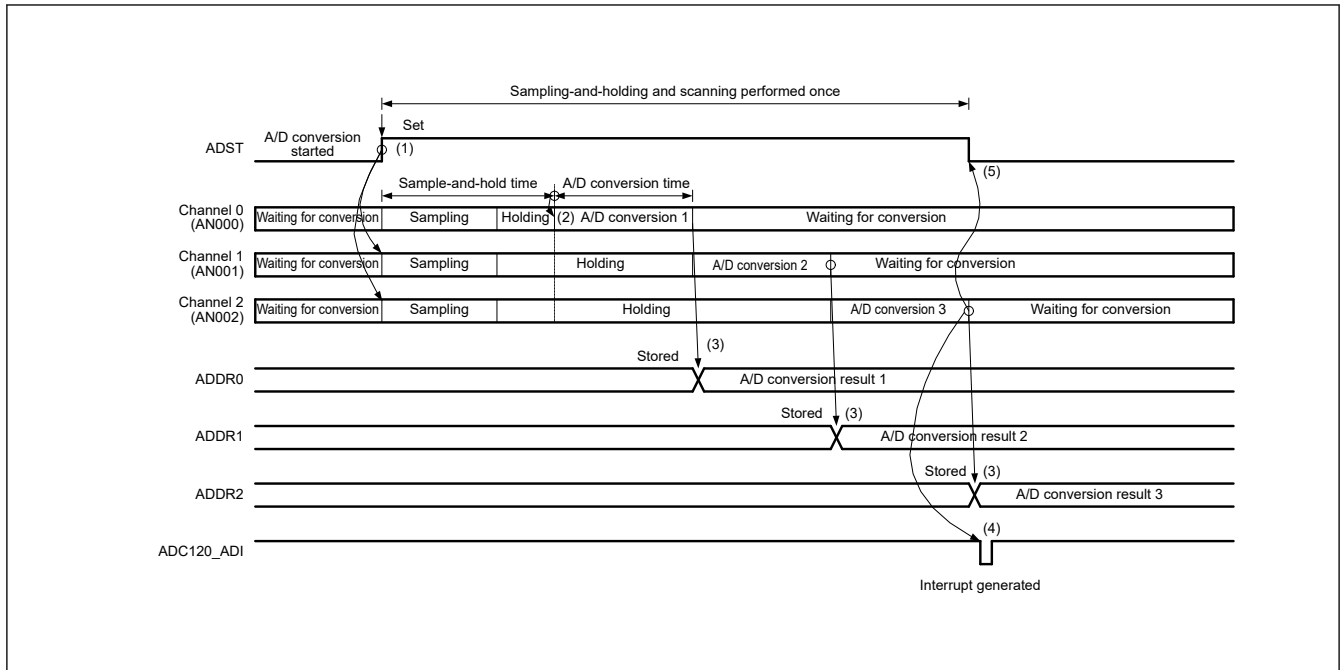 Sampling-and-holding and scanning performed once
Set
ADST
A/D conversion
started
(1)
(5)
Sample-and-hold time
A/D conversion time
Channel 0
(AN000)
Waiting for conversion
Sampling
Holding
(2)
A/D conversion 1
Waiting for conversion
Channel 1
(AN001)
Waiting for conversion
Sampling
Holding
A/D conversion 2
Waiting for conversion
Channel 2
(AN002)
Waiting for conversion
Sampling
Holding
A/D conversion 3
Waiting for conversion
Stored
(3)
ADDR0
A/D conversion result 1
Stored
(3)
ADDR1
A/D conversion result 2
Stored
(3)
ADDR2
A/D conversion result 3
(4)
ADC120_ADI
Interrupt generated